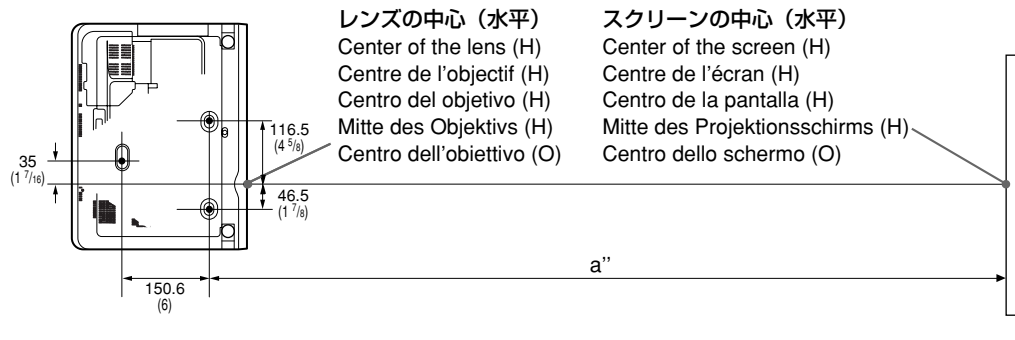 レンズの中心（水平）
Center of the lens (H)
Centre de l'objectif (H)
Centro del objetivo (H)
Mitte des Objektivs (H)
Centro dell'obiettivo (O)
スクリーンの中心（水平）
Center of the screen (H)
Centre de l'écran (H)
Centro de la pantalla (H)
Mitte des Projektionsschirms (H)
Centro dello schermo (O)
116.5
(4 5/8)
35
(1 7/16)
46.5
(1 7/8)
a''
150.6
(6)